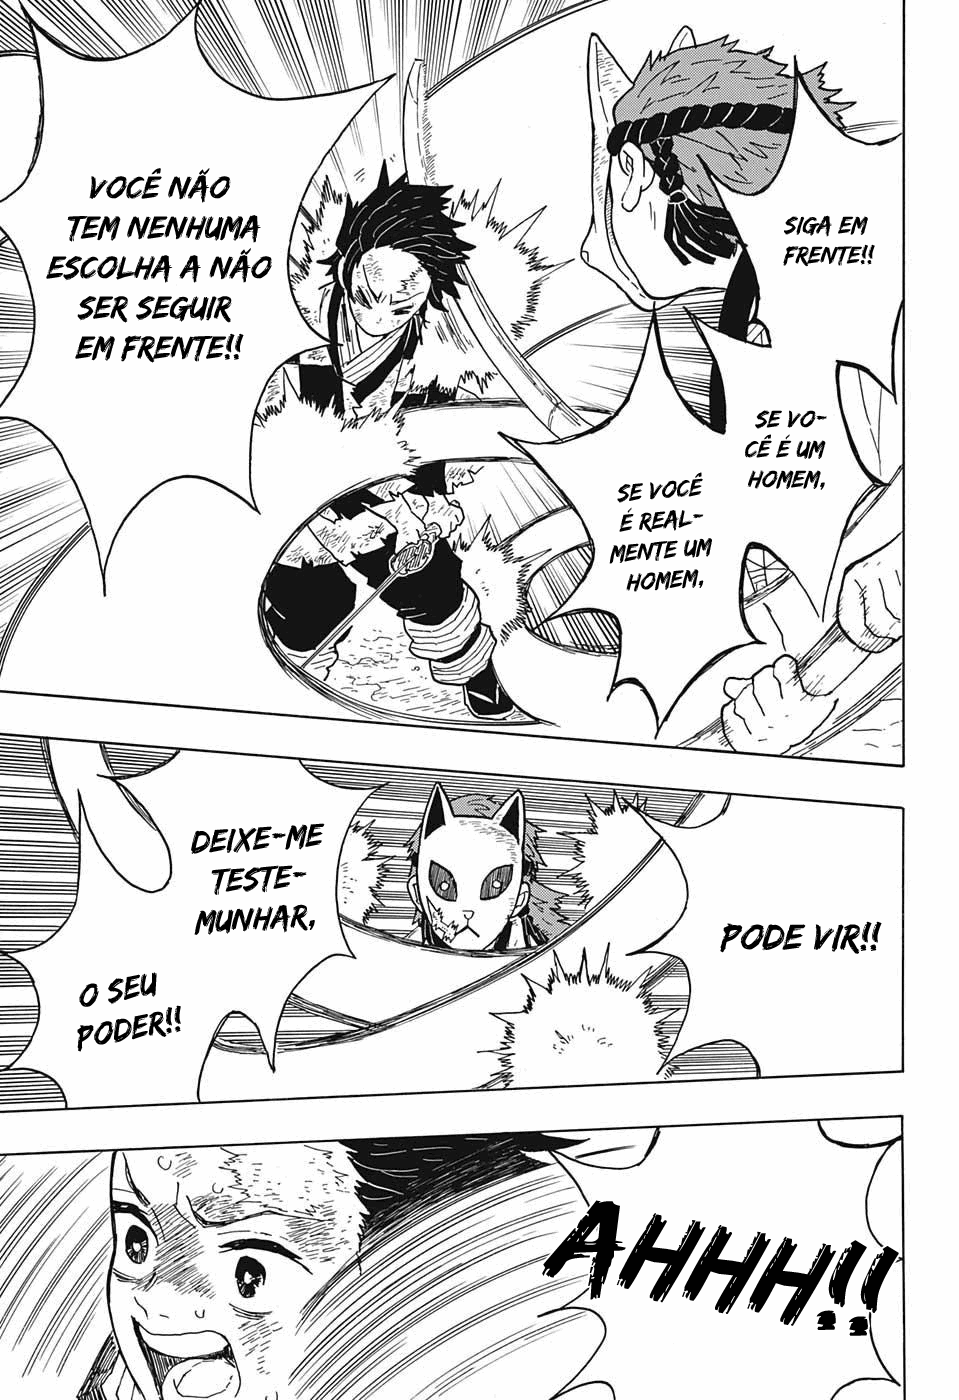 SIGA EM
FRENTE!!
SE VO-
CÊ É UM
HOMEM,
SE VOCÊ
É REAL-
MENTE UM
HOMEM,
VOCÊ NÃO
TEM NENHUMA
ESCOLHA A NÃO
SER SEGUIR
EM FRENTE!!
PODE VIR!!
DEIXE-ME
TESTE-
MUNHAR,
O SEU
PODER!!
AHHH!!